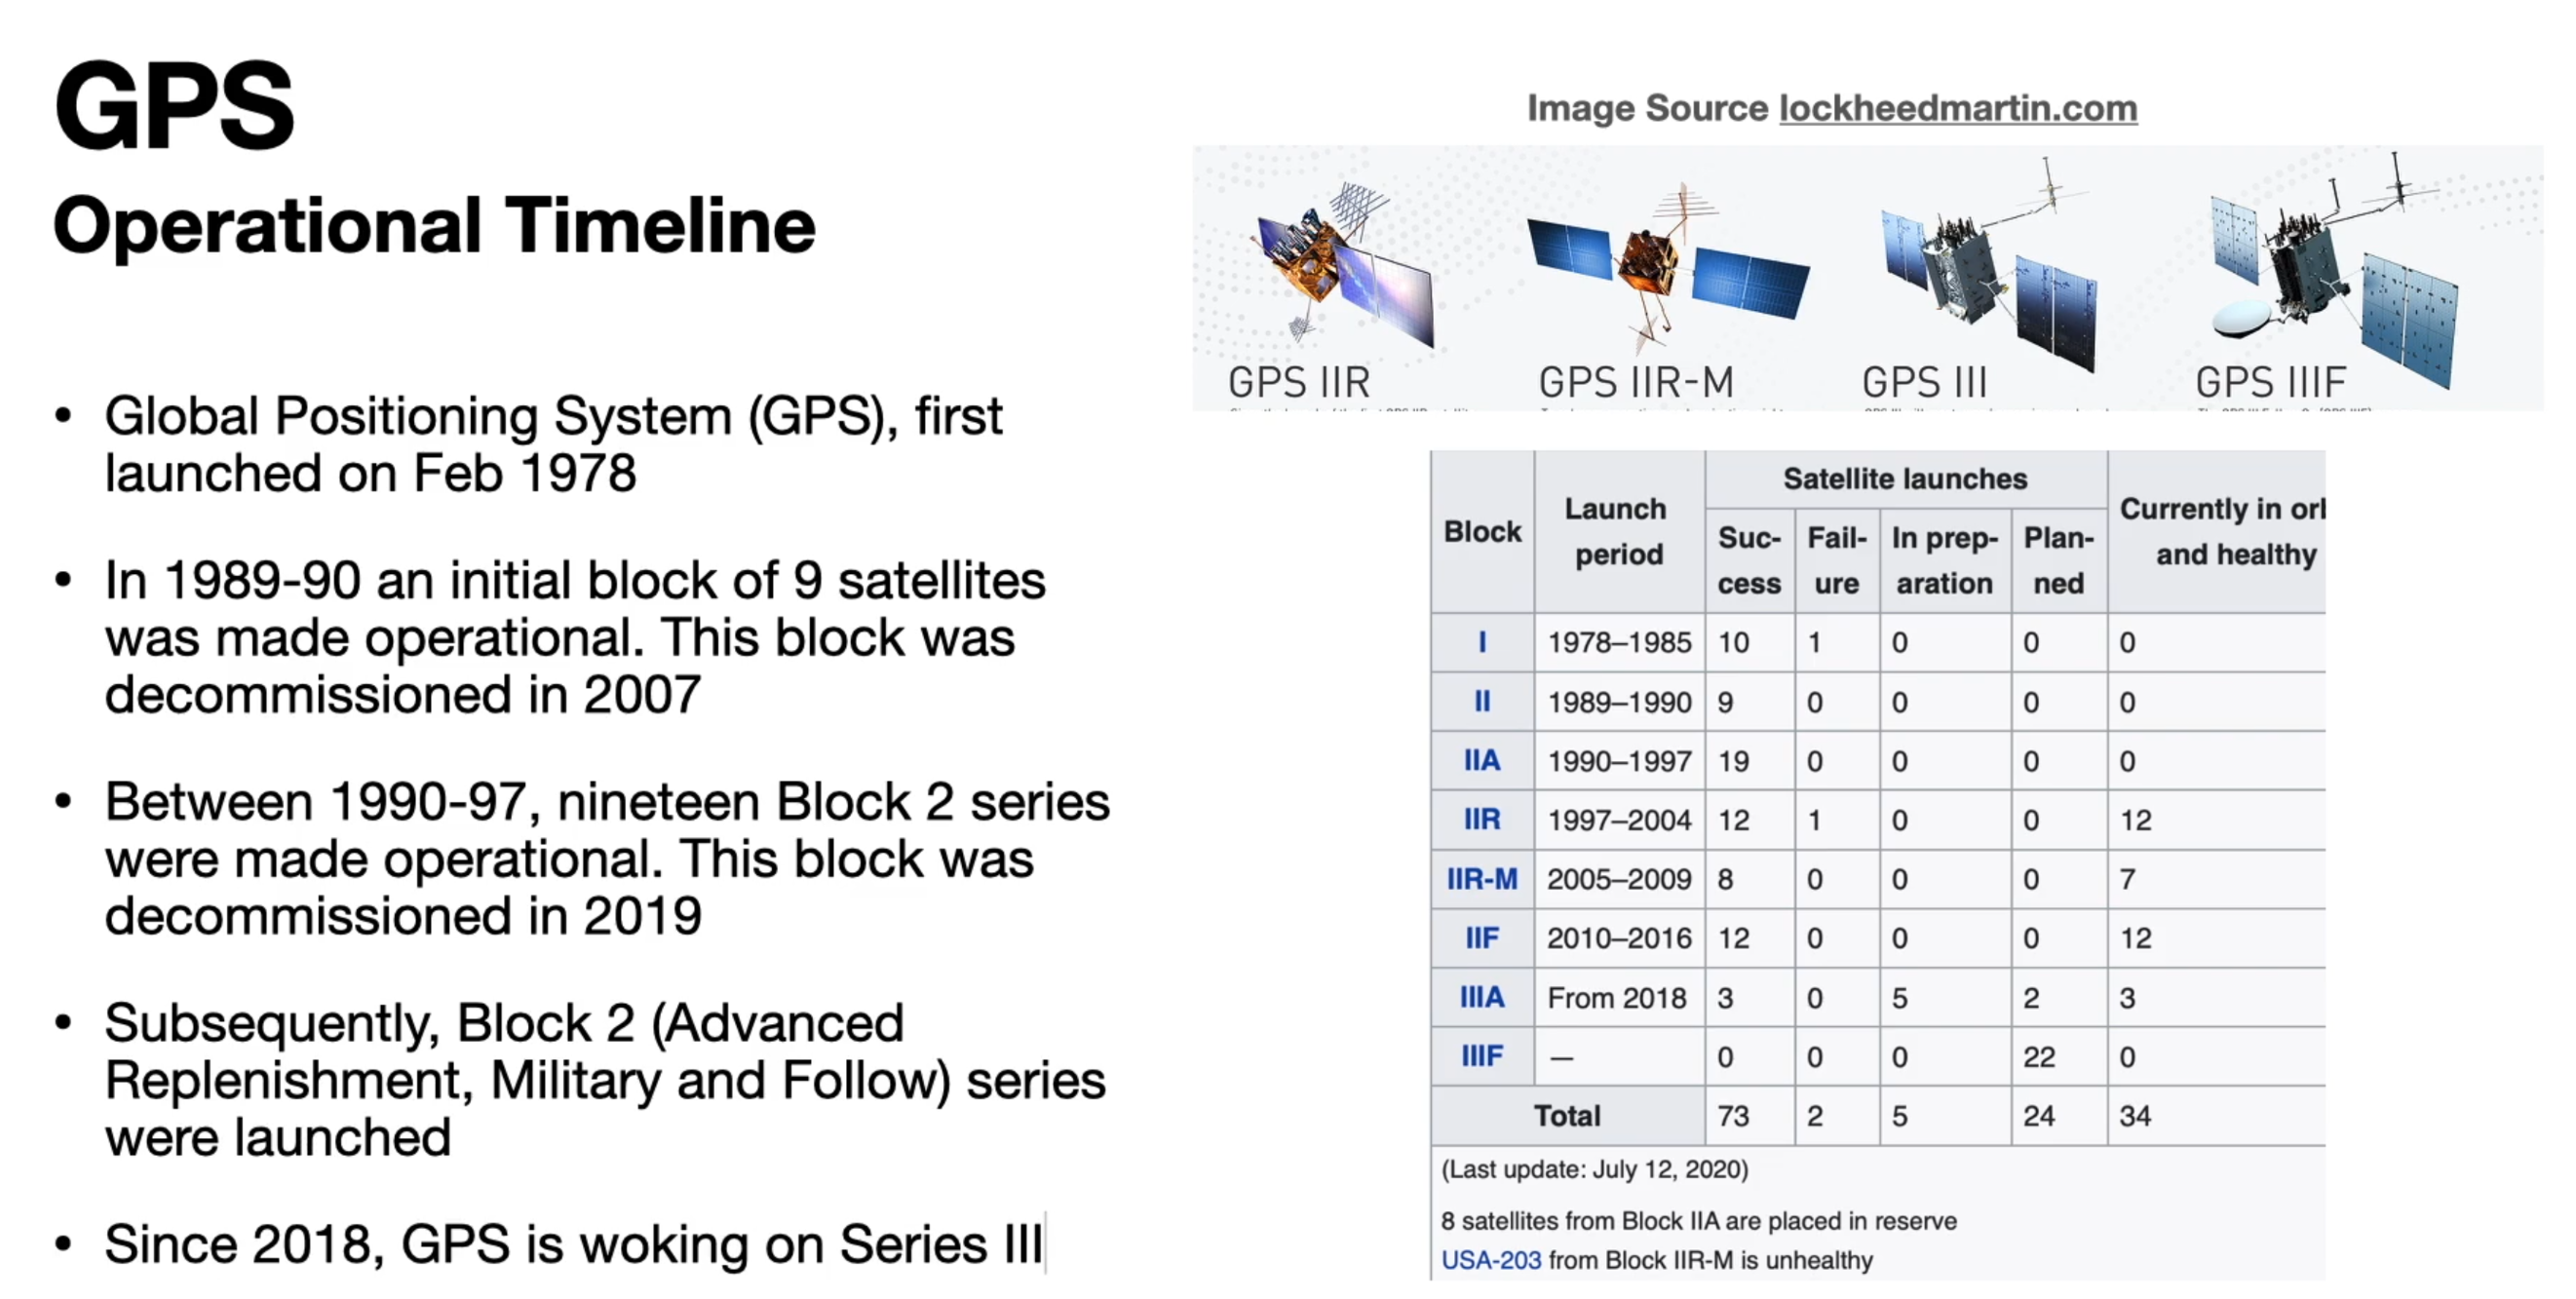 GPS
Operational Timeline
• Global Positioning System (GPS), first
launched on Feb 1978
• In 1989-90 an initial block of 9 satellites
was made operational. This block was
decommissioned in 2007
• Between 1990-97, nineteen Block 2 series
were made operational. This block was
decommissioned in 2019
• Subsequently, Block 2 (Advanced
Replenishment, Military and Follow) series
were launched
• Since 2018, GPS is woking on Series III
Image Source lockheedmartin.com
GPS IIR GPS IIR-M GPS III GPS IIIF
Block Launch period Satellite launches Currently in orl and healthy
Suc-cess Fail-ure In prep-aration Plan-ned
I 1978–1985 10 1 0 0 0
II 1989–1990 9 0 0 0 0
IIA 1990–1997 19 0 0 0 0
IIR 1997–2004 12 1 0 0 12
IIR-M 2005–2009 8 0 0 0 7
IIF 2010–2016 12 0 0 0 12
IIIA From 2018 3 0 5 2 3
IIIF — 0 0 0 22 0
Total 73 2 5 24 34
(Last update: July 12, 2020)
8 satellites from Block IIA are placed in reserve
USA-203 from Block IIR-M is unhealthy